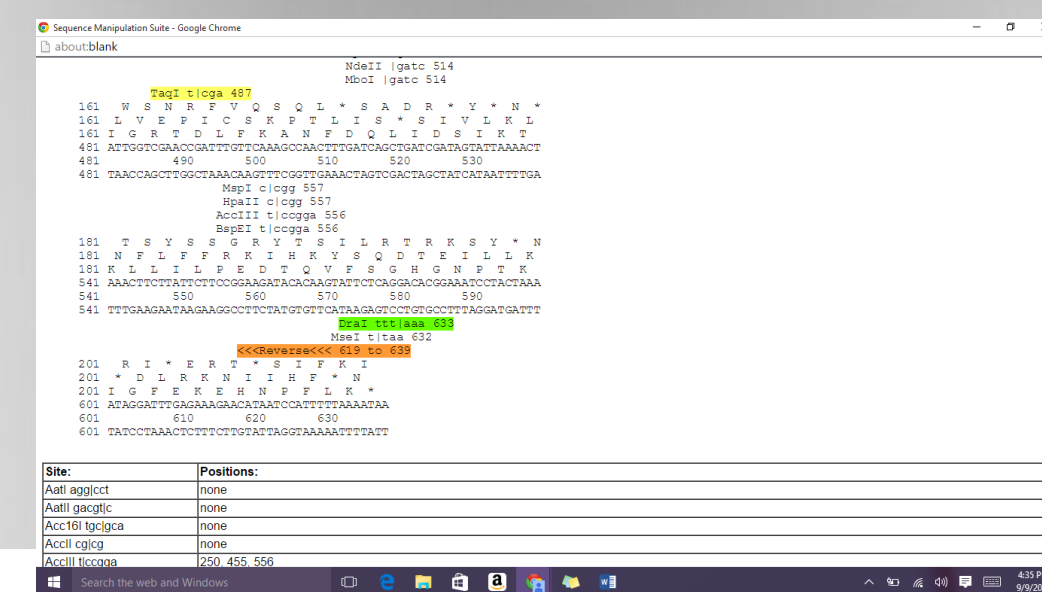 Sequence Manipulation Suite - Google Chrome
about:blank
NdeII |gatc 514
MboI |gatc 514
TaqI t|cga 487
161 W S N R F V Q S Q L * S A D R * Y * N *
161 L V E P I C S K P T L I S * S I V L K L
161 I G R T D L F K A N F D Q L I D S I K T
481 ATTGGTCGAACCGATTTGTTCAAAGCCAACTTTGATCAGCTGATCGATAGTATTAAAACT
481 490 500 510 520 530
481 TAACCAGCTTGGCTAAACAAGTTTCGGTTGAAACTAGTCGACTAGCTATCATAATTTTGA
MspI c|cgg 557
HpaII c|cgg 557
AccIII t|ccgga 556
BspEI t|ccgga 556
181 T S Y S S G R Y T S I L R T R K S Y * N
181 N F L F F R K I H K Y S Q D T E I L L K
181 K L L I L P E D T Q V F S G H G N P T K
541 AAACTTCTTATTCTTCCGGAAGATACACAAGTATTCTCAGGACACGGAAATCCTACTAAA
541 550 560 570 580 590
541 TTTGAAGAATAAGAAGGCCTTCTATGTGTTCATAAGAGTCCTGTGCCTTTAGGATGATTT
DraI ttt|aaa 633
MseI t|taa 632
<<<Reverse<<< 619 to 639
201 R I * E R T * S I F K I
201 * D L R K N I I H F * N
201 I G F E K E H N P F L K *
601 ATAGGATTTGAGAAAGAACATAATCCATTTTTAAAATAA
601 610 620 630
601 TATCCTAAACTCTTTCTTGTATTAGGTAAAAATTTTATT
Site: Positions:
AatI agg|cct none
AatII gacgt|c none
Acc16I tgc|gca none
AccII cg|cg none
AccIII t|ccgga 250, 455, 556
Search the web and Windows
4:35 P
9/9/20